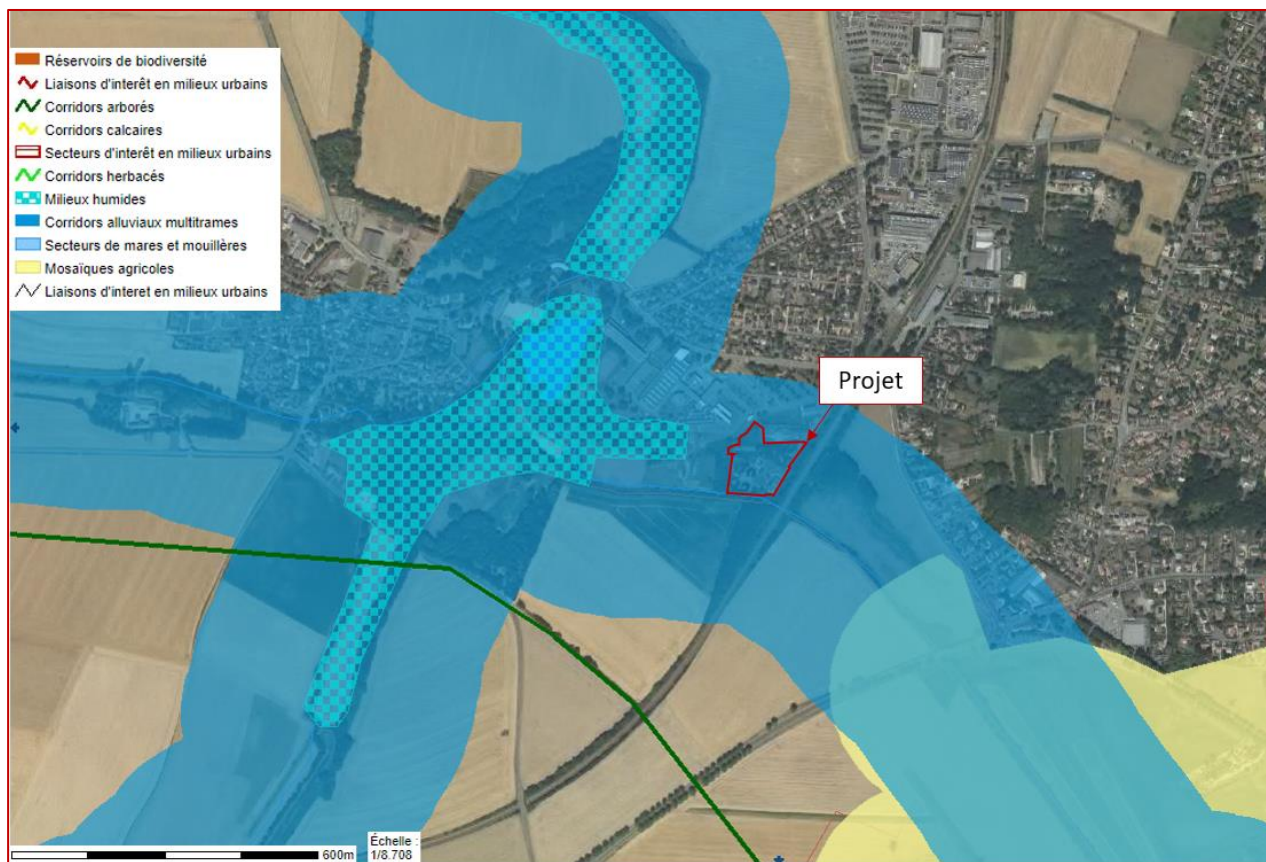 Réservoirs de biodiversité
Liaisons d'intérêt en milieux urbains
Corridors arborés
Corridors calcaires
Secteurs d'intérêt en milieux urbains
Corridors herbacés
Milieux humides
Corridors alluviaux multitrames
Secteurs de mares et mouillères
Mosaïques agricoles
Liaisons d'interet en milieux urbains
Projet
600m
Échelle :
1/8.708